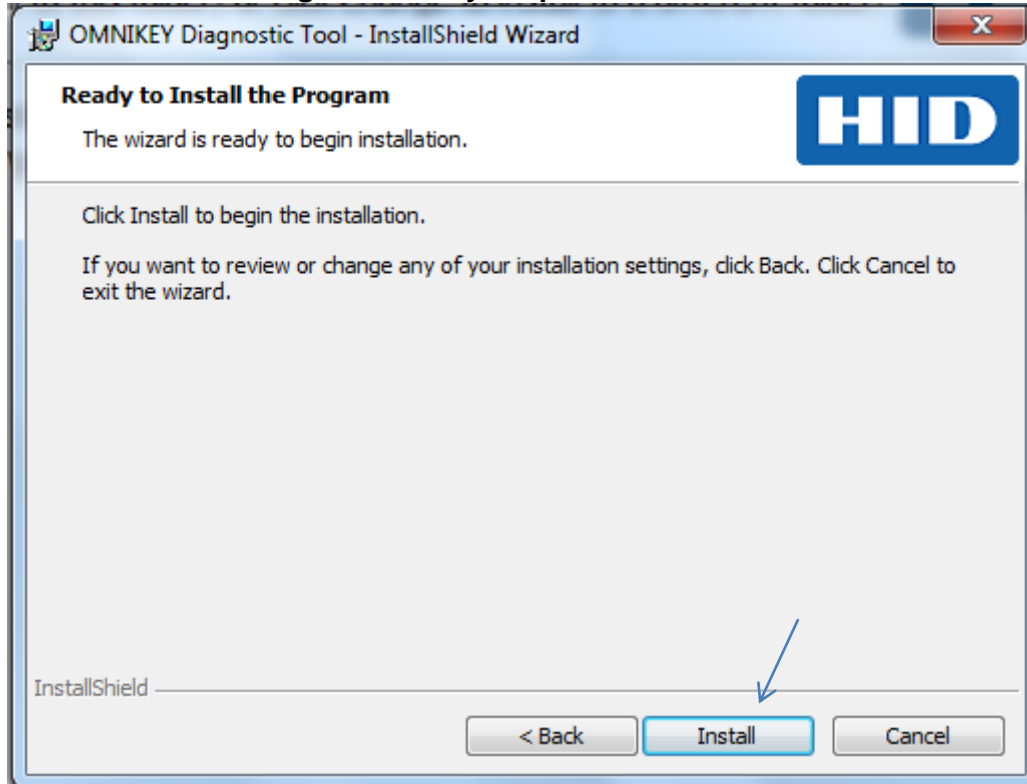 OMNIKEY Diagnostic Tool - InstallShield Wizard
x
Ready to Install the Program
HID
The wizard is ready to begin installation.
Click Install to begin the installation.
If you want to review or change any of your installation settings, click Back. Click Cancel to
exit the wizard.
InstallShield
< Back Install Cancel